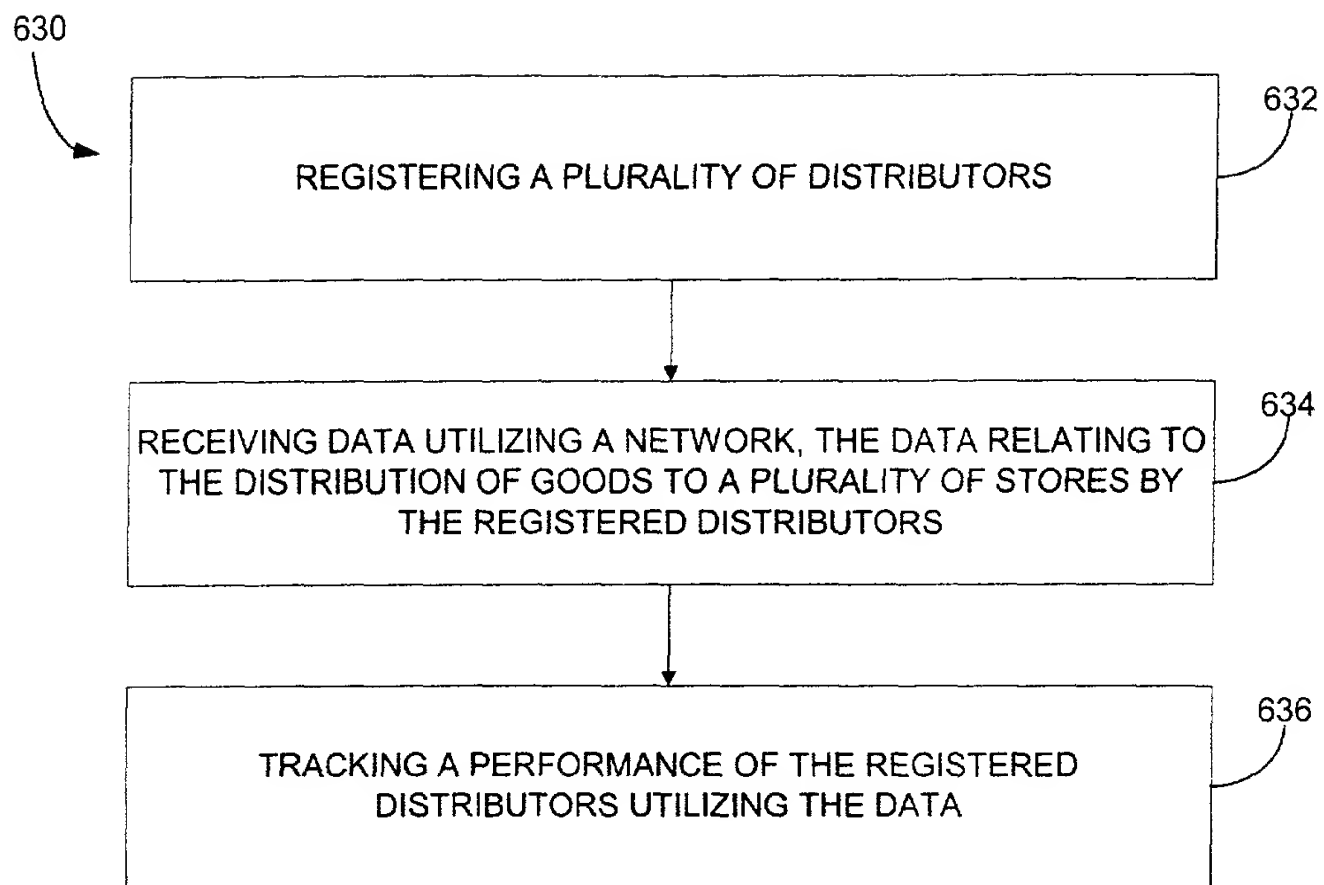 630
632
REGISTERING A PLURALITY OF DISTRIBUTORS
634
RECEIVING DATA UTILIZING A NETWORK, THE DATA RELATING TO
THE DISTRIBUTION OF GOODS TO A PLURALITY OF STORES BY
THE REGISTERED DISTRIBUTORS
636
TRACKING A PERFORMANCE OF THE REGISTERED
DISTRIBUTORS UTILIZING THE DATA